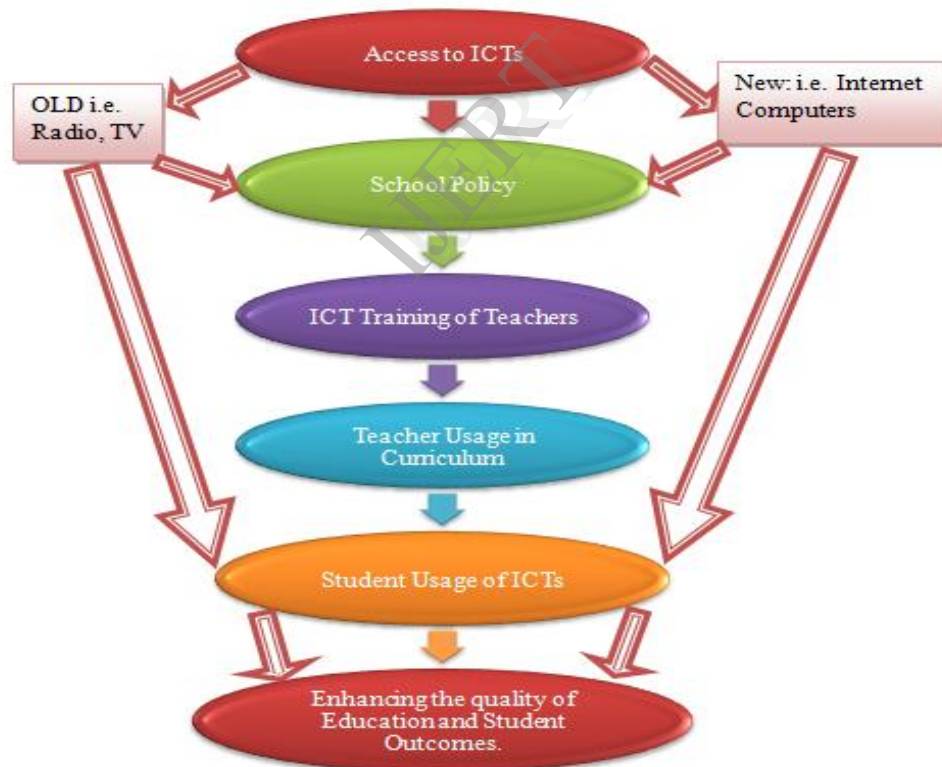 Access to ICTs
OLD i.e.
Radio, TV
New: i.e. Internet
Computers
School Policy
ICT Training of Teachers
Teacher Usage in
Curriculum
Student Usage of ICTs
Enhancing the quality of
Education and Student
Outcomes.
IJERT